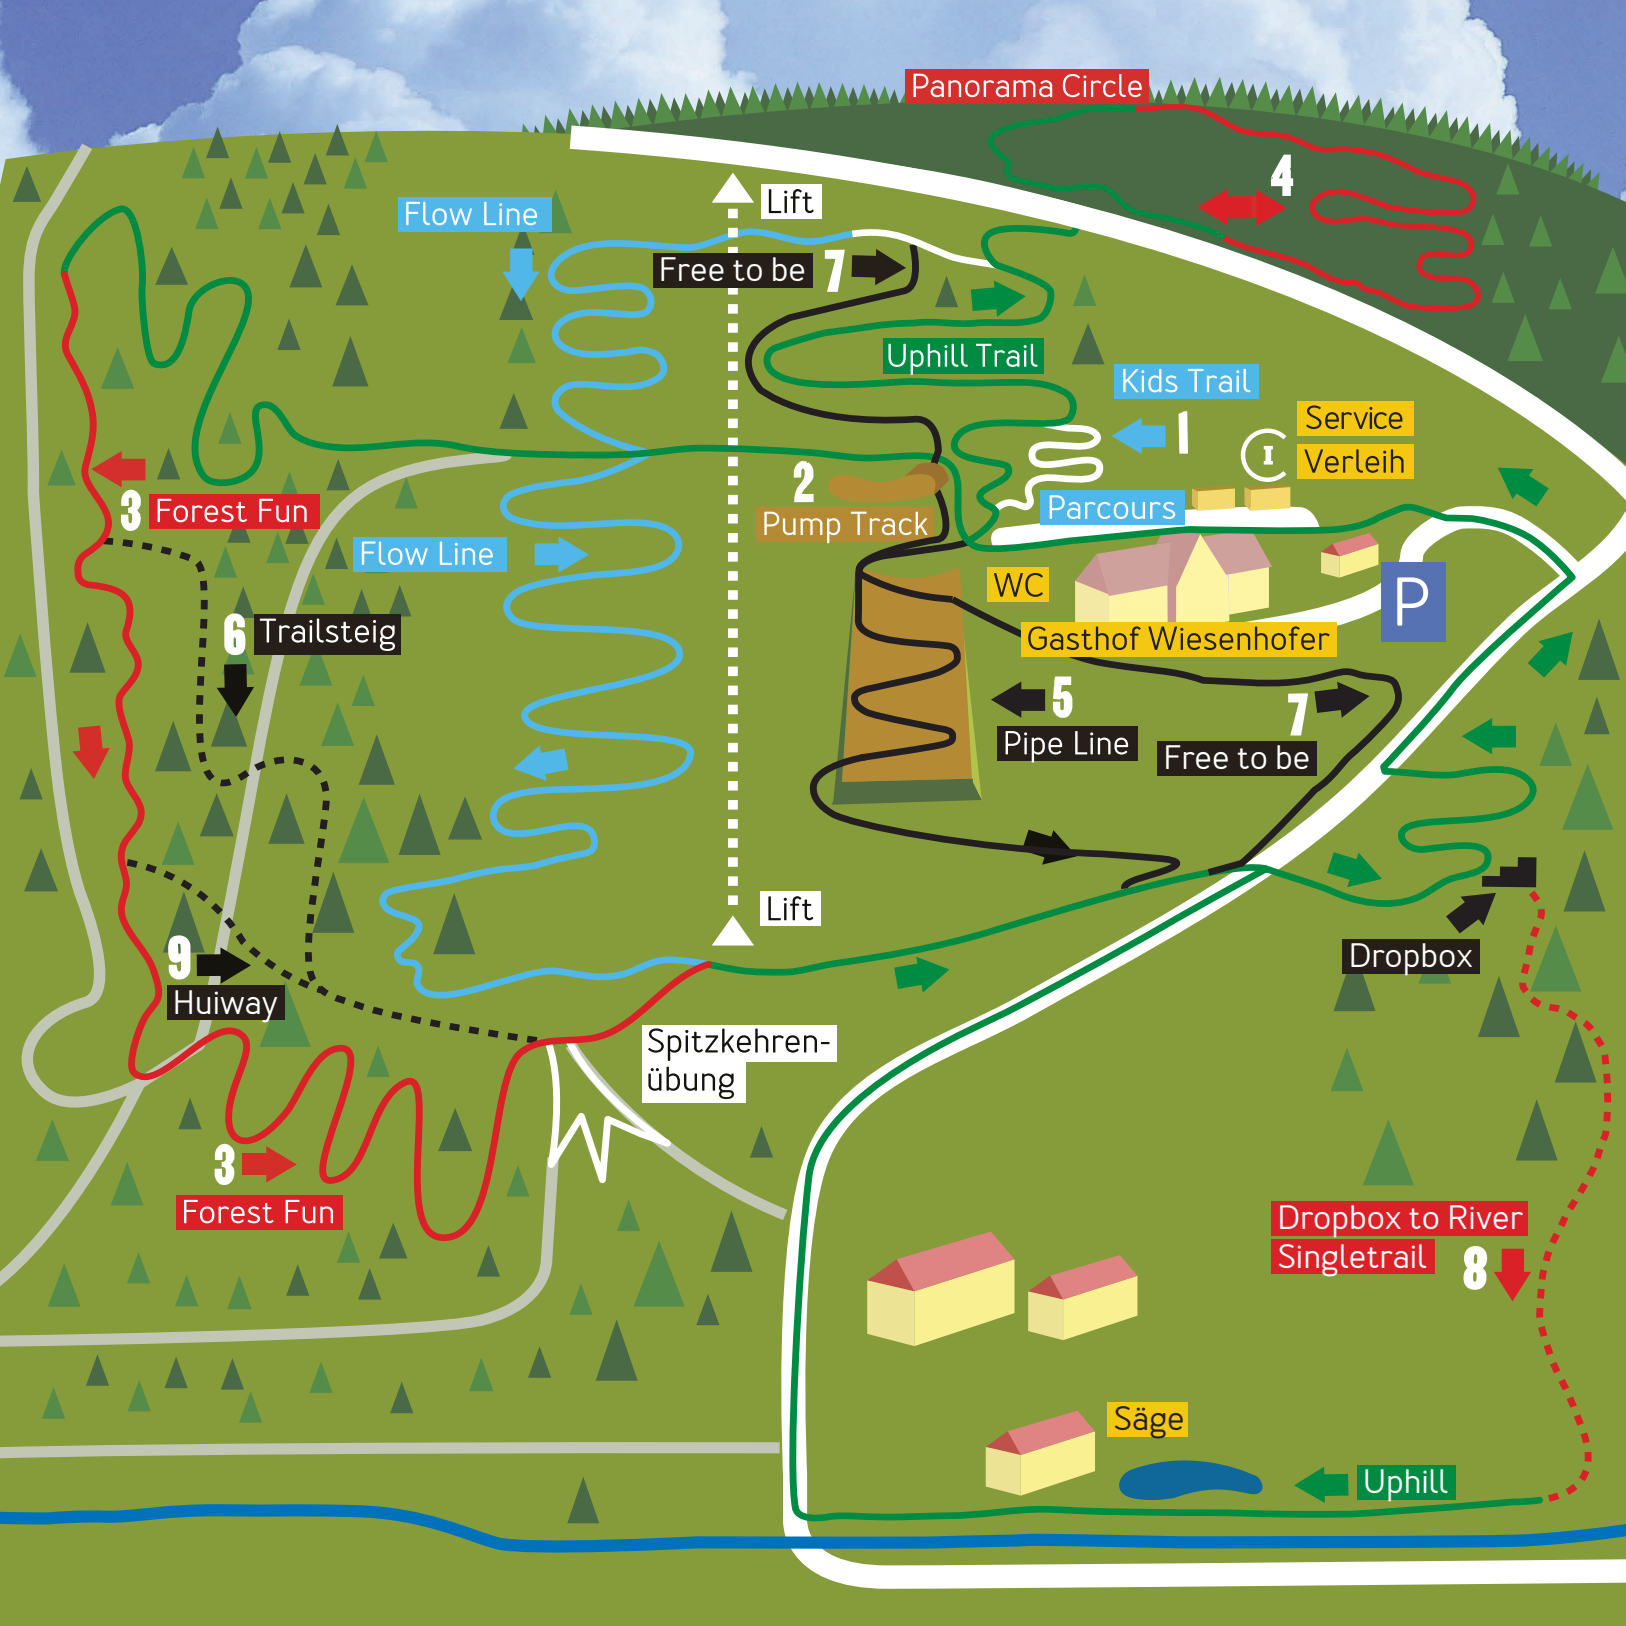 Panorama Circle
4
Lift
Flow Line
Free to be 7
Uphill Trail
Kids Trail 1
Service
Verleih
2
Pump Track
Parcours
3 Forest Fun
Flow Line
WC
P
6 Trailsteig
Gasthof Wiesenhofer
5
Pipe Line
7
Free to be
Lift
Dropbox
9
Huiway
Spitzkehren-
übung
3
Forest Fun
Dropbox to River
Singletrail 8
Säge
Uphill